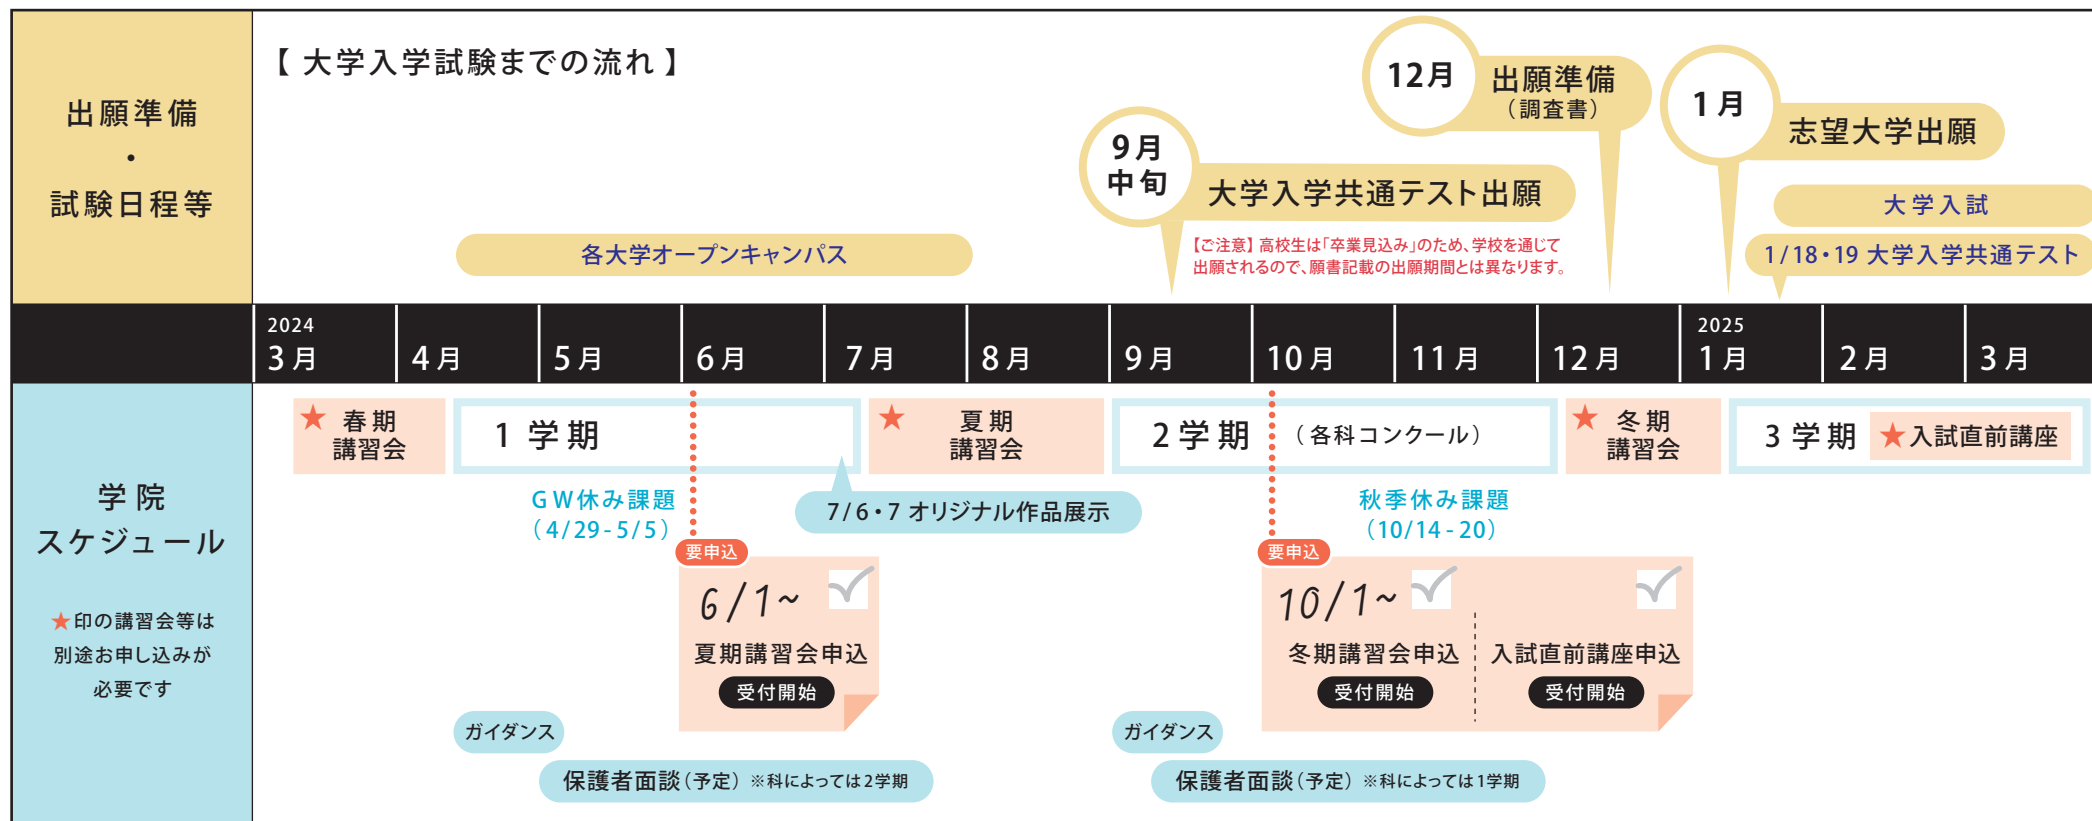 出願準備
・
試験日程等
【 大学入学試験までの流れ 】
9月
中旬
大学入学共通テスト出願
【ご注意】 高校生は「卒業見込み」のため、学校を通じて
出願されるので、願書記載の出願期間とは異なります。
12月
出願準備
（調査書）
1月
志望大学出願
大学入試
1/18・19 大学入学共通テスト
各大学オープンキャンパス
2024
3月
4月
5月
6月
7月
8月
9月
10月
11月
12月
2025
1月
2月
3月
学院
スケジュール
★印の講習会等は
別途お申し込みが
必要です
★ 春期
講習会
1 学期
★ 夏期
講習会
2 学期 （各科コンクール）
★ 冬期
講習会
3 学期 ★入試直前講座
GW休み課題
（4/29-5/5）
7/6・7 オリジナル作品展示
秋季休み課題
（10/14-20）
要申込
6/1~
夏期講習会申込
受付開始
要申込
10/1~
冬期講習会申込
受付開始
入試直前講座申込
受付開始
ガイダンス
保護者面談（予定） ※科によっては2学期
ガイダンス
保護者面談（予定） ※科によっては1学期